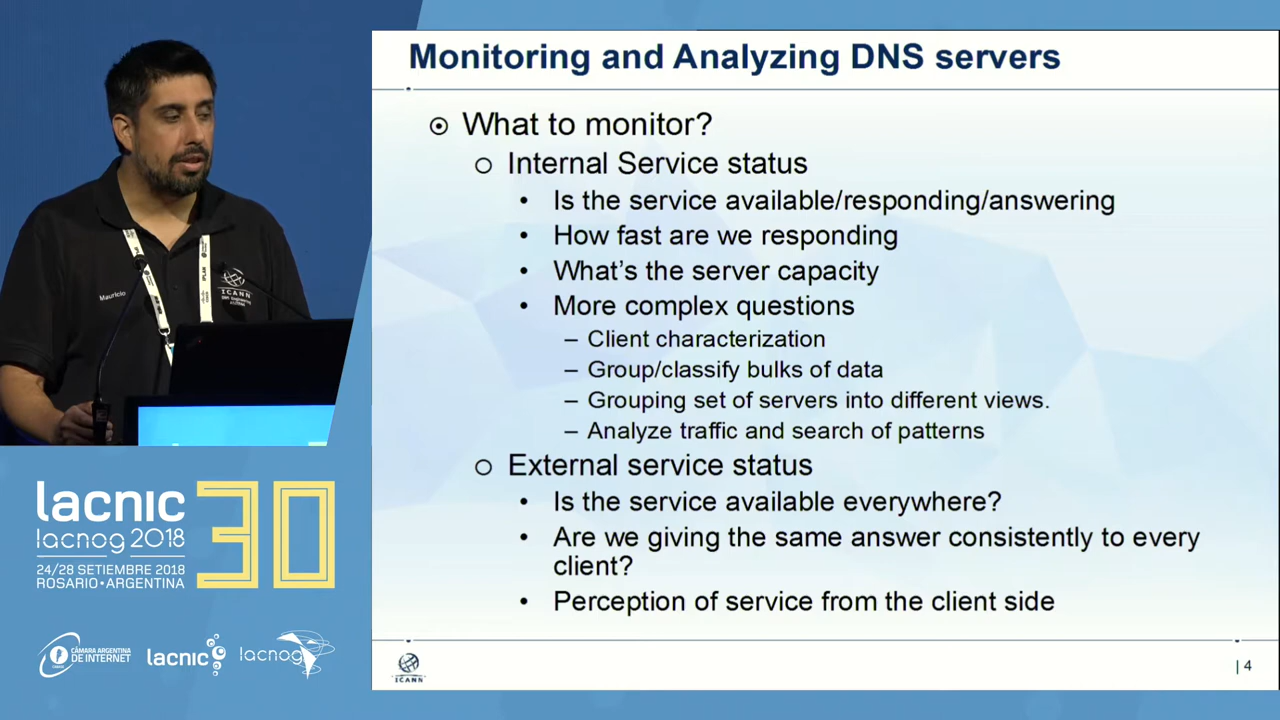 Monitoring and Analyzing DNS servers
⊙ What to monitor?
○ Internal Service status
• Is the service available/responding/answering
• How fast are we responding
• What's the server capacity
• More complex questions
– Client characterization
– Group/classify bulks of data
– Grouping set of servers into different views.
– Analyze traffic and search of patterns
○ External service status
• Is the service available everywhere?
• Are we giving the same answer consistently to every
client?
• Perception of service from the client side
ICANN
| 4
Mauricio
ICANN
DNS Engineering
IPLAN
lacnic 30
lacnog 2018
24/28 SETIEMBRE 2018
ROSARIO • ARGENTINA
CÁMARA ARGENTINA
DE INTERNET
lacnic
lacnog